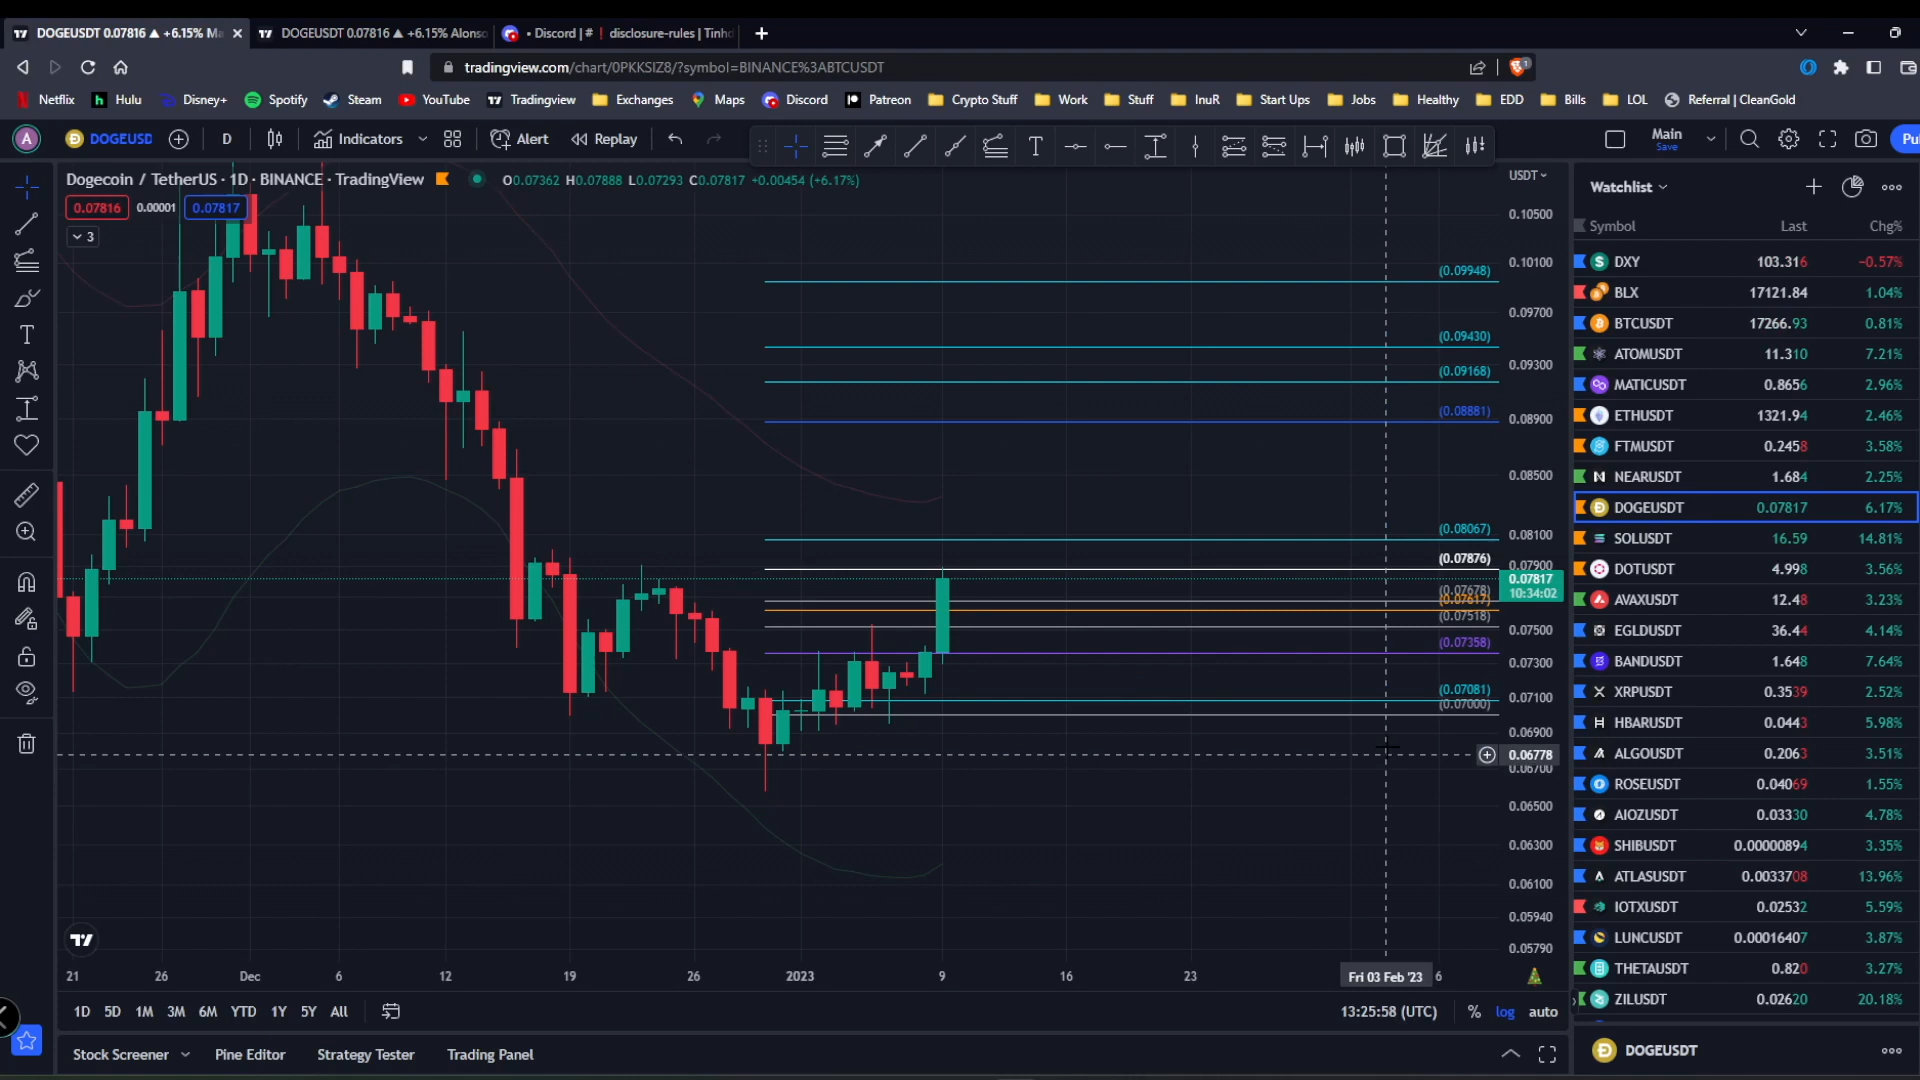 DOGEUSDT 0.07816 ▲ +6.15% Ma
DOGEUSDT 0.07816 ▲ +6.15% Alonso
• Discord | # ❗ disclosure-rules | Tinho
tradingview.com/chart/0PKKSIZ8/?symbol=BINANCE%3ABTCUSDT
1
Netflix
Hulu
Disney+
Spotify
Steam
YouTube
Tradingview
Exchanges
Maps
Discord
Patreon
Crypto Stuff
Work
Stuff
InuR
Start Ups
Jobs
Healthy
EDD
Bills
LOL
Referral | CleanGold
A
DOGEUSD
D
Indicators
Alert
Replay
Main
Save
Pu
Dogecoin / TetherUS · 1D · BINANCE · TradingView
O0.07362 H0.07888 L0.07293 C0.07817 +0.00454 (+6.17%)
0.07816
0.00001
0.07817
3
USDT
0.10500
0.10100
0.09700
0.09300
0.08900
0.08500
0.08100
0.07900
0.07817
10:34:02
0.07500
0.07300
0.07100
0.06900
0.06778
0.06700
0.06500
0.06300
0.06100
0.05940
0.05790
(0.09948)
(0.09430)
(0.09168)
(0.08881)
(0.08067)
(0.07876)
(0.07678)
(0.07617)
(0.07518)
(0.07358)
(0.07081)
(0.07000)
21
26
Dec
6
12
19
26
2023
9
16
23
Fri 03 Feb '23
6
1D 5D 1M 3M 6M YTD 1Y 5Y All
13:25:58 (UTC)
%
log
auto
Stock Screener
Pine Editor
Strategy Tester
Trading Panel
Watchlist
Symbol Last Chg%
DXY 103.316 −0.57%
BLX 17121.84 1.04%
BTCUSDT 17266.93 0.81%
ATOMUSDT 11.310 7.21%
MATICUSDT 0.8656 2.96%
ETHUSDT 1321.94 2.46%
FTMUSDT 0.2458 3.58%
NEARUSDT 1.684 2.25%
DOGEUSDT 0.07817 6.17%
SOLUSDT 16.59 14.81%
DOTUSDT 4.998 3.56%
AVAXUSDT 12.48 3.23%
EGLDUSDT 36.44 4.14%
BANDUSDT 1.648 7.64%
XRPUSDT 0.3539 2.52%
HBARUSDT 0.0443 5.98%
ALGOUSDT 0.2063 3.51%
ROSEUSDT 0.04069 1.55%
AIOZUSDT 0.03330 4.78%
SHIBUSDT 0.00000894 3.35%
ATLASUSDT 0.0033708 13.96%
IOTXUSDT 0.02532 5.59%
LUNCUSDT 0.00016407 3.87%
THETAUSDT 0.820 3.27%
ZILUSDT 0.02620 20.18%
DOGEUSDT